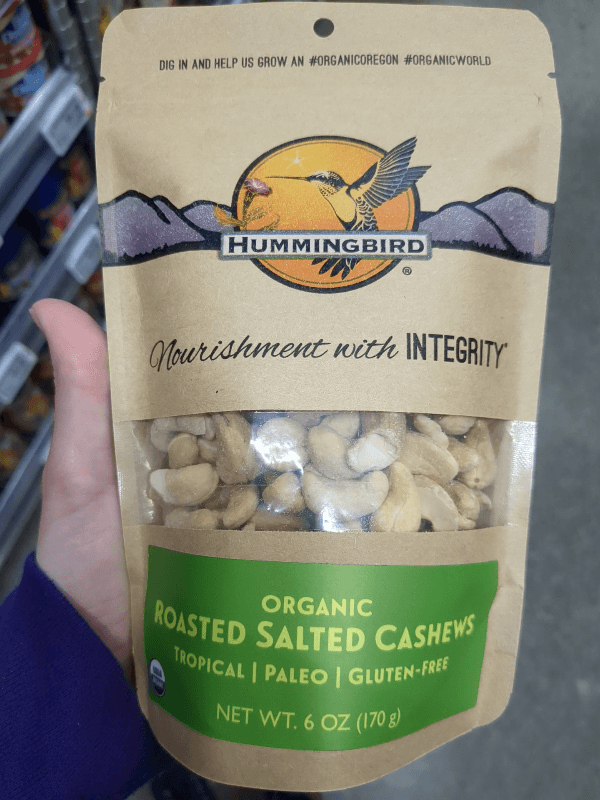 DIG IN AND HELP US GROW AN #ORGANICOREGON #ORGANICWORLD
HUMMINGBIRD®
Nourishment with INTEGRITY
ORGANIC
ROASTED SALTED CASHEWS
TROPICAL | PALEO | GLUTEN-FREE
NET WT. 6 OZ (170 g)